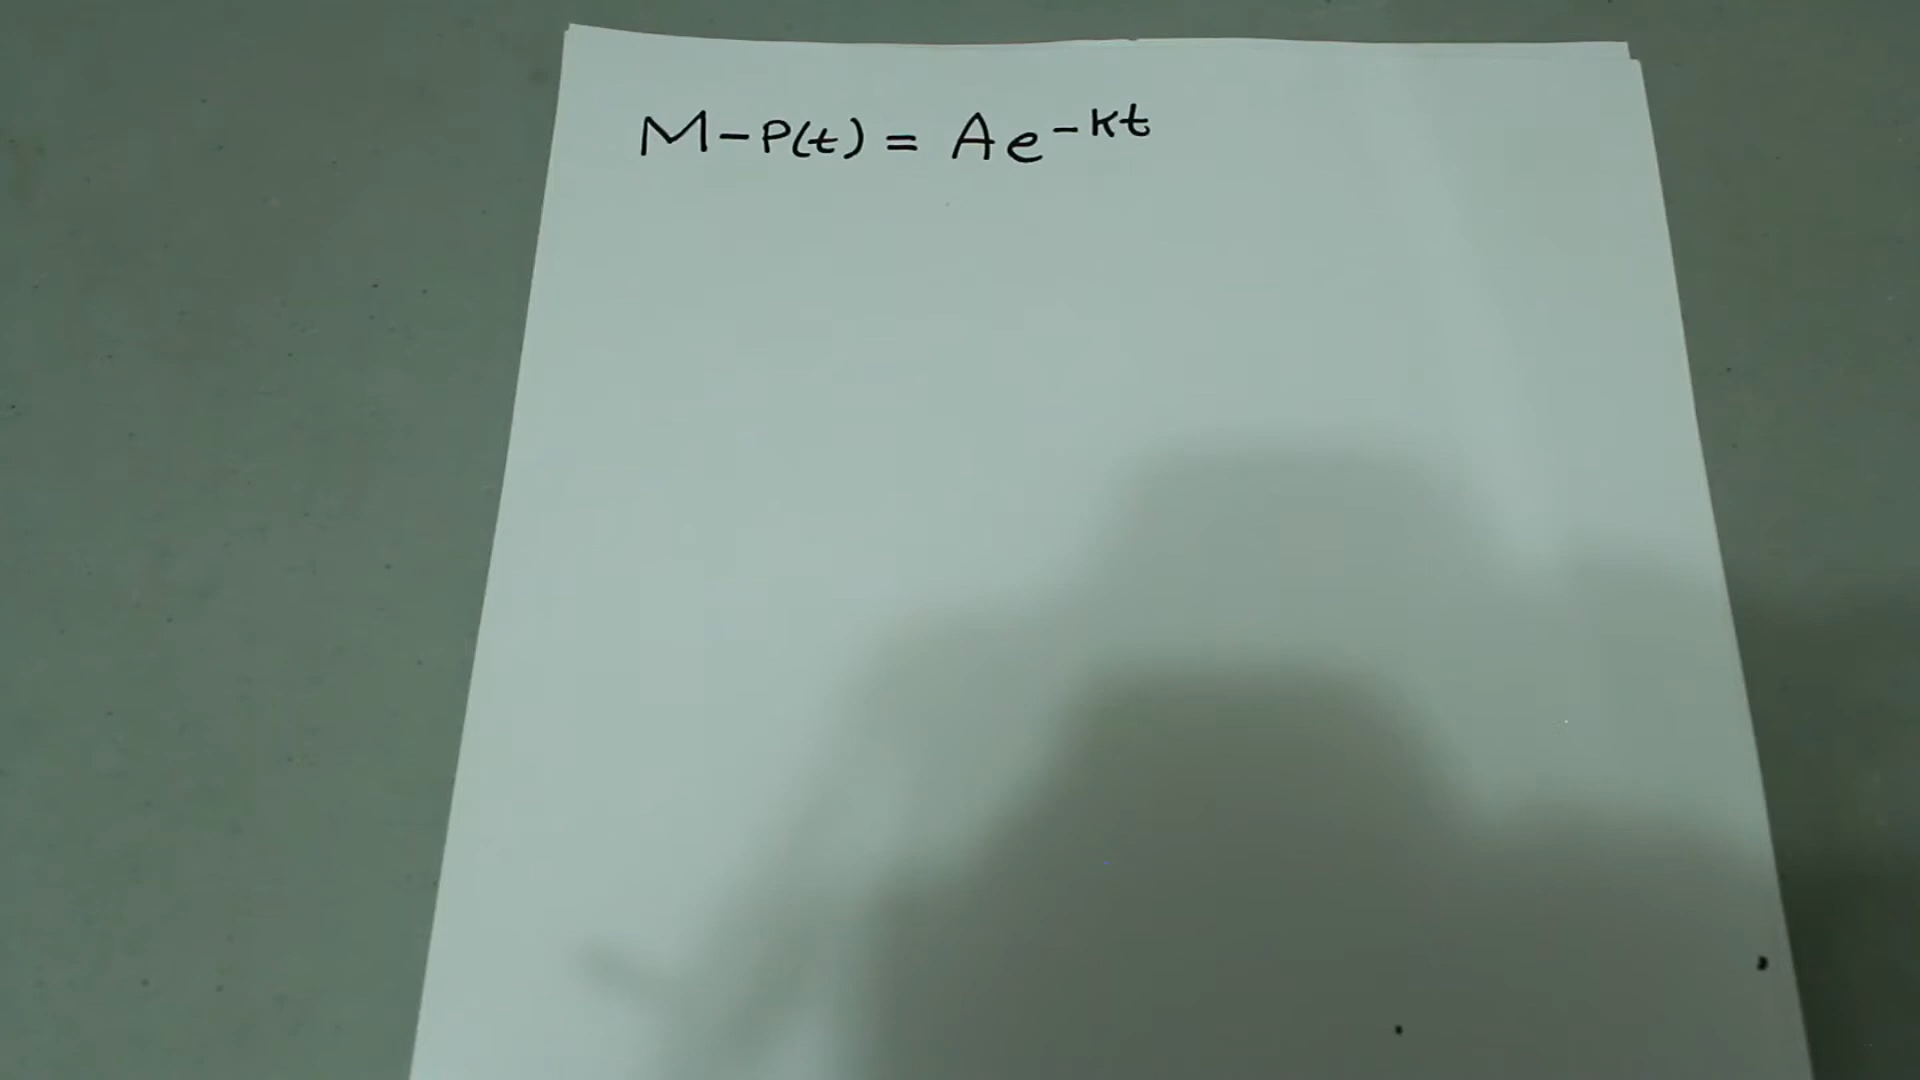 M-P(t) = Ae^{-kt}